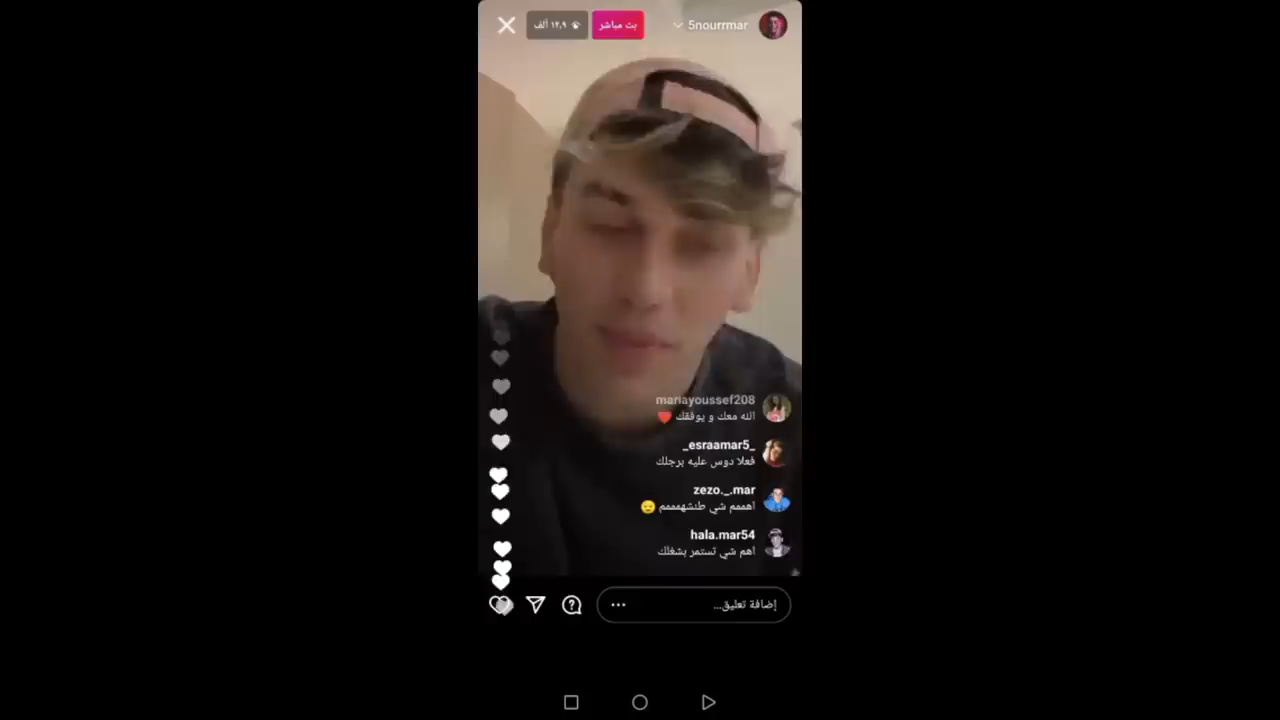 5nourrmar
بث مباشر
١٢,٩ ألف
mariayoussef208
الله معك و يوفقك ❤️
_esraamar5_
فعلا دوس عليه برجلك
zezo._.mar
اهممم شي طنشهمممم 😌
hala.mar54
اهم شي تستمر بشغلك
إضافة تعليق...